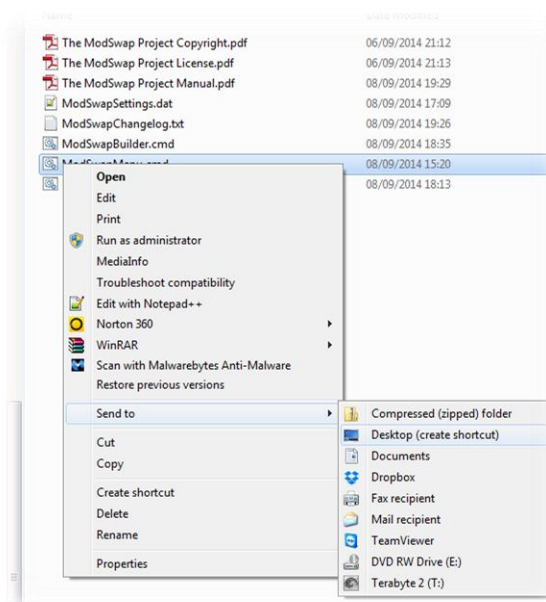 Name Date modified
The ModSwap Project Copyright.pdf 06/09/2014 21:12
The ModSwap Project License.pdf 06/09/2014 21:13
The ModSwap Project Manual.pdf 08/09/2014 19:29
ModSwapSettings.dat 08/09/2014 17:09
ModSwapChangelog.txt 08/09/2014 19:26
ModSwapBuilder.cmd 08/09/2014 18:35
ModSwapMenu.cmd 08/09/2014 15:20
08/09/2014 18:13
Open
Edit
Print
Run as administrator
MediaInfo
Troubleshoot compatibility
Edit with Notepad++
Norton 360
WinRAR
Scan with Malwarebytes Anti-Malware
Restore previous versions
Send to
Cut
Copy
Create shortcut
Delete
Rename
Properties
Compressed (zipped) folder
Desktop (create shortcut)
Documents
Dropbox
Fax recipient
Mail recipient
TeamViewer
DVD RW Drive (E:)
Terabyte 2 (T:)